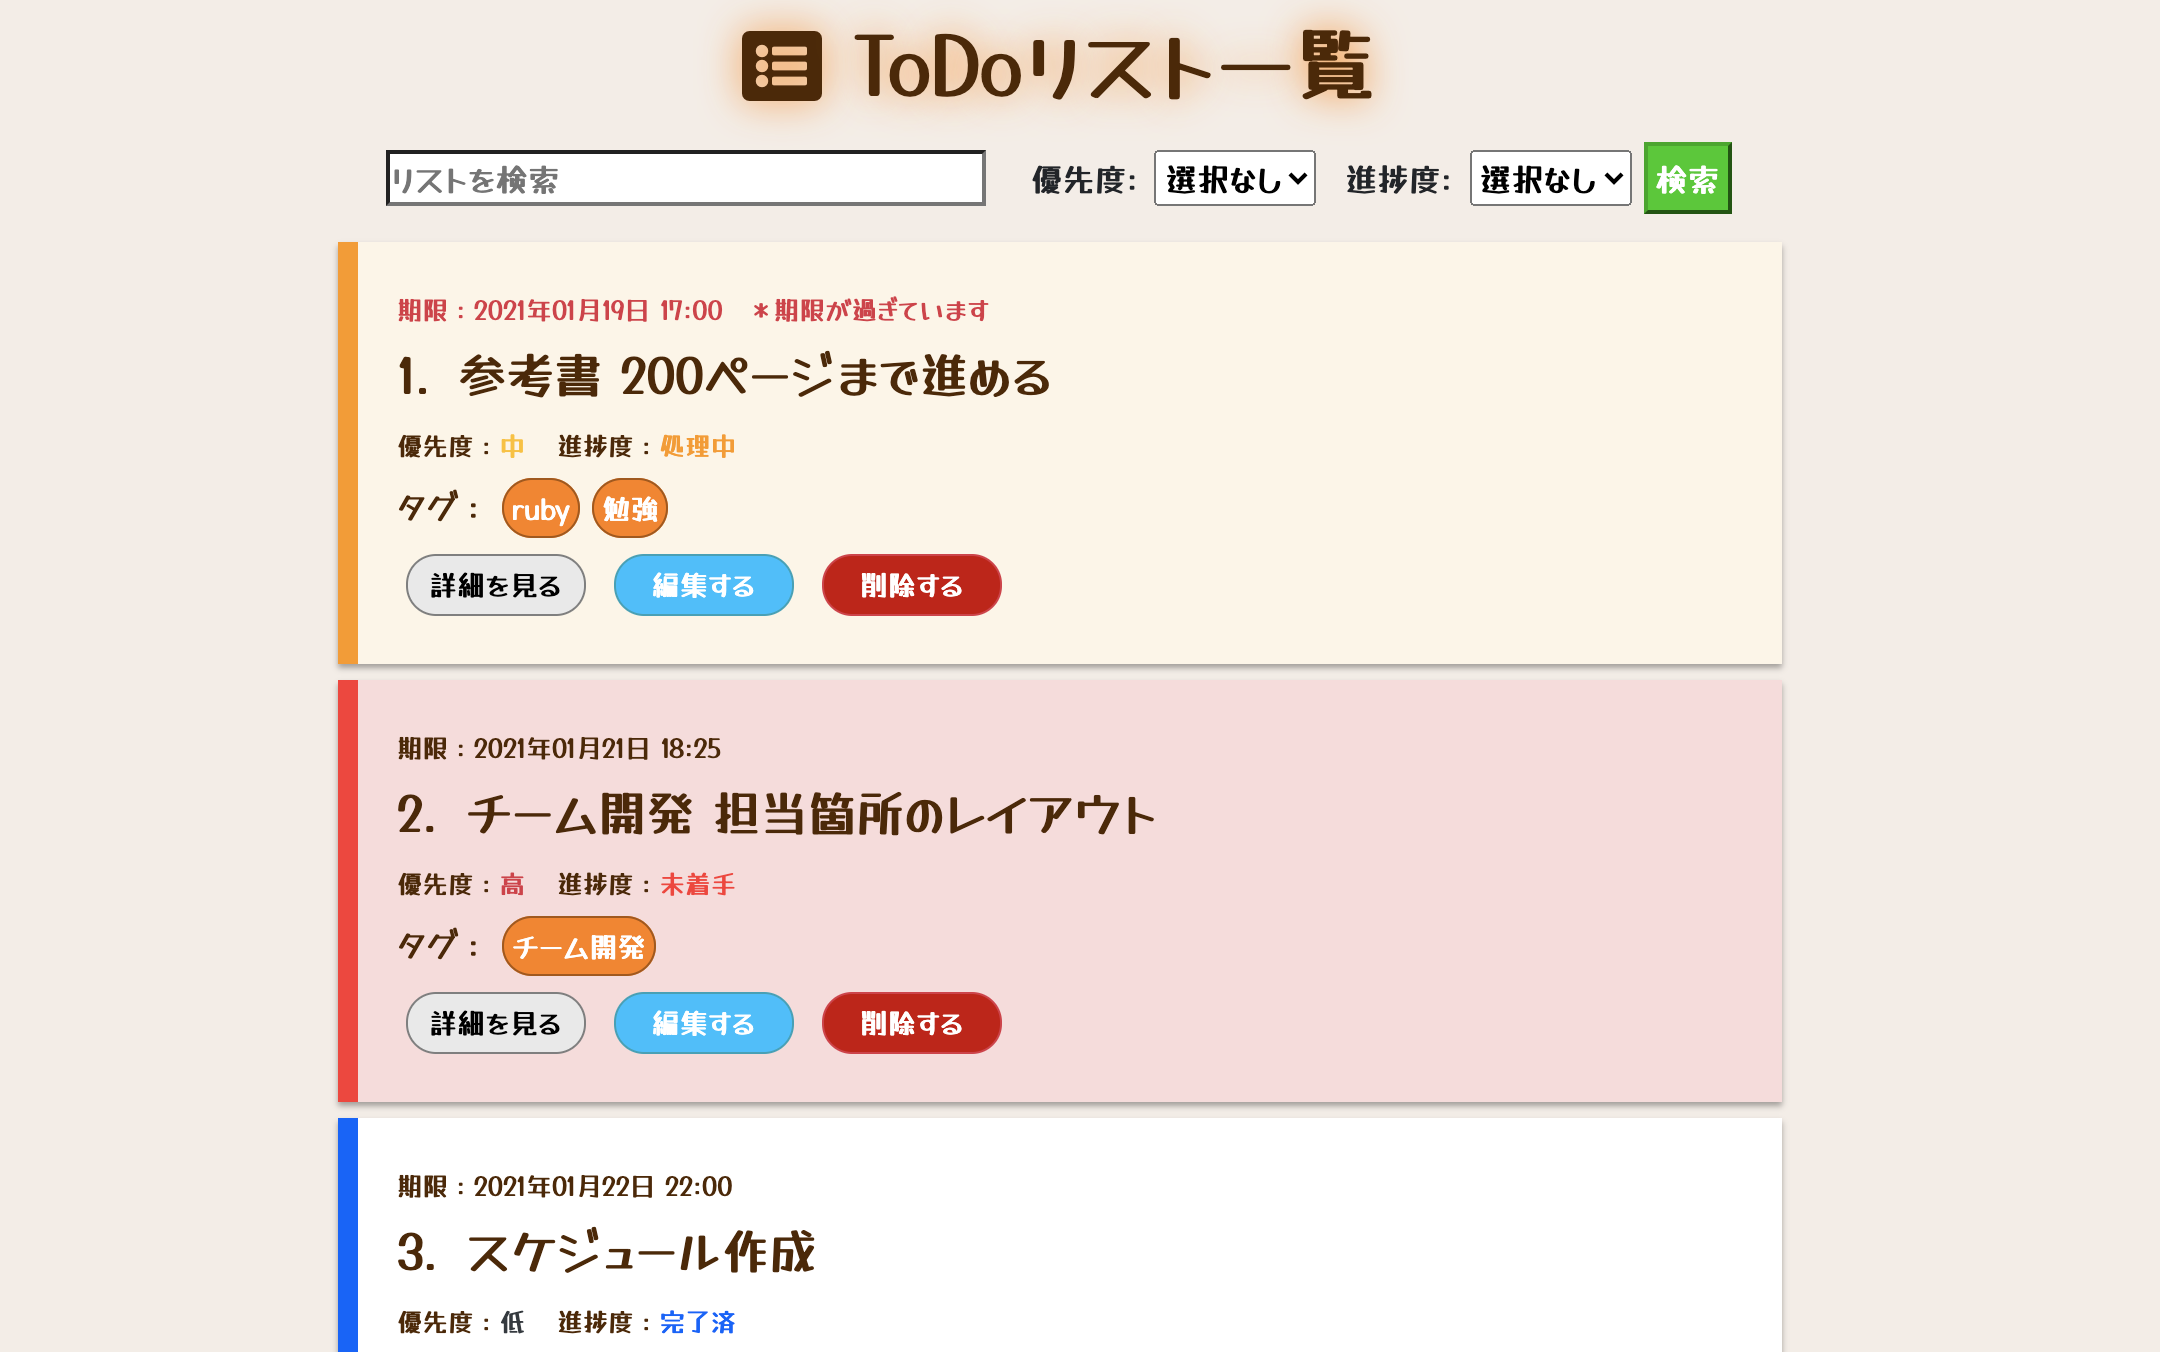 ToDoリスト一覧
リストを検索 優先度: 選択なし 進捗度: 選択なし 検索
期限：2021年01月19日 17:00 ＊期限が過ぎています
1. 参考書 200ページまで進める
優先度：中 進捗度：処理中
タグ： ruby 勉強
詳細を見る 編集する 削除する
期限：2021年01月21日 18:25
2. チーム開発 担当箇所のレイアウト
優先度：高 進捗度：未着手
タグ： チーム開発
詳細を見る 編集する 削除する
期限：2021年01月22日 22:00
3. スケジュール作成
優先度：低 進捗度：完了済